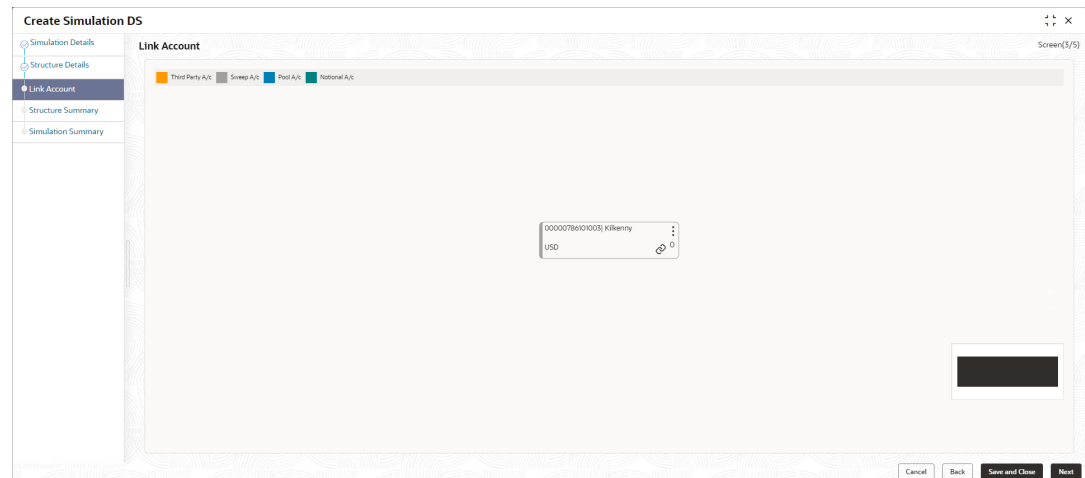 Create Simulation DS
Simulation Details
Structure Details
Link Account
Structure Summary
Simulation Summary
Link Account
Screen(3/5)
Third Party A/c
Sweep A/c
Pool A/c
Notional A/c
00000786101003| Kilkenny
USD
0
Cancel
Back
Save and Close
Next